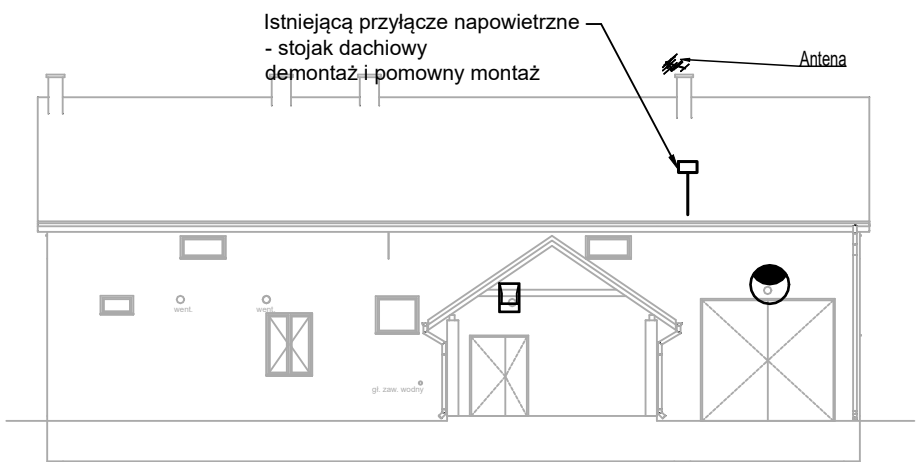 Istniejącą przyłącze napowietrzne
- stojak dachiowy
demontaż i pomowny montaż
Antena
went.
went.
gł. zaw. wodny